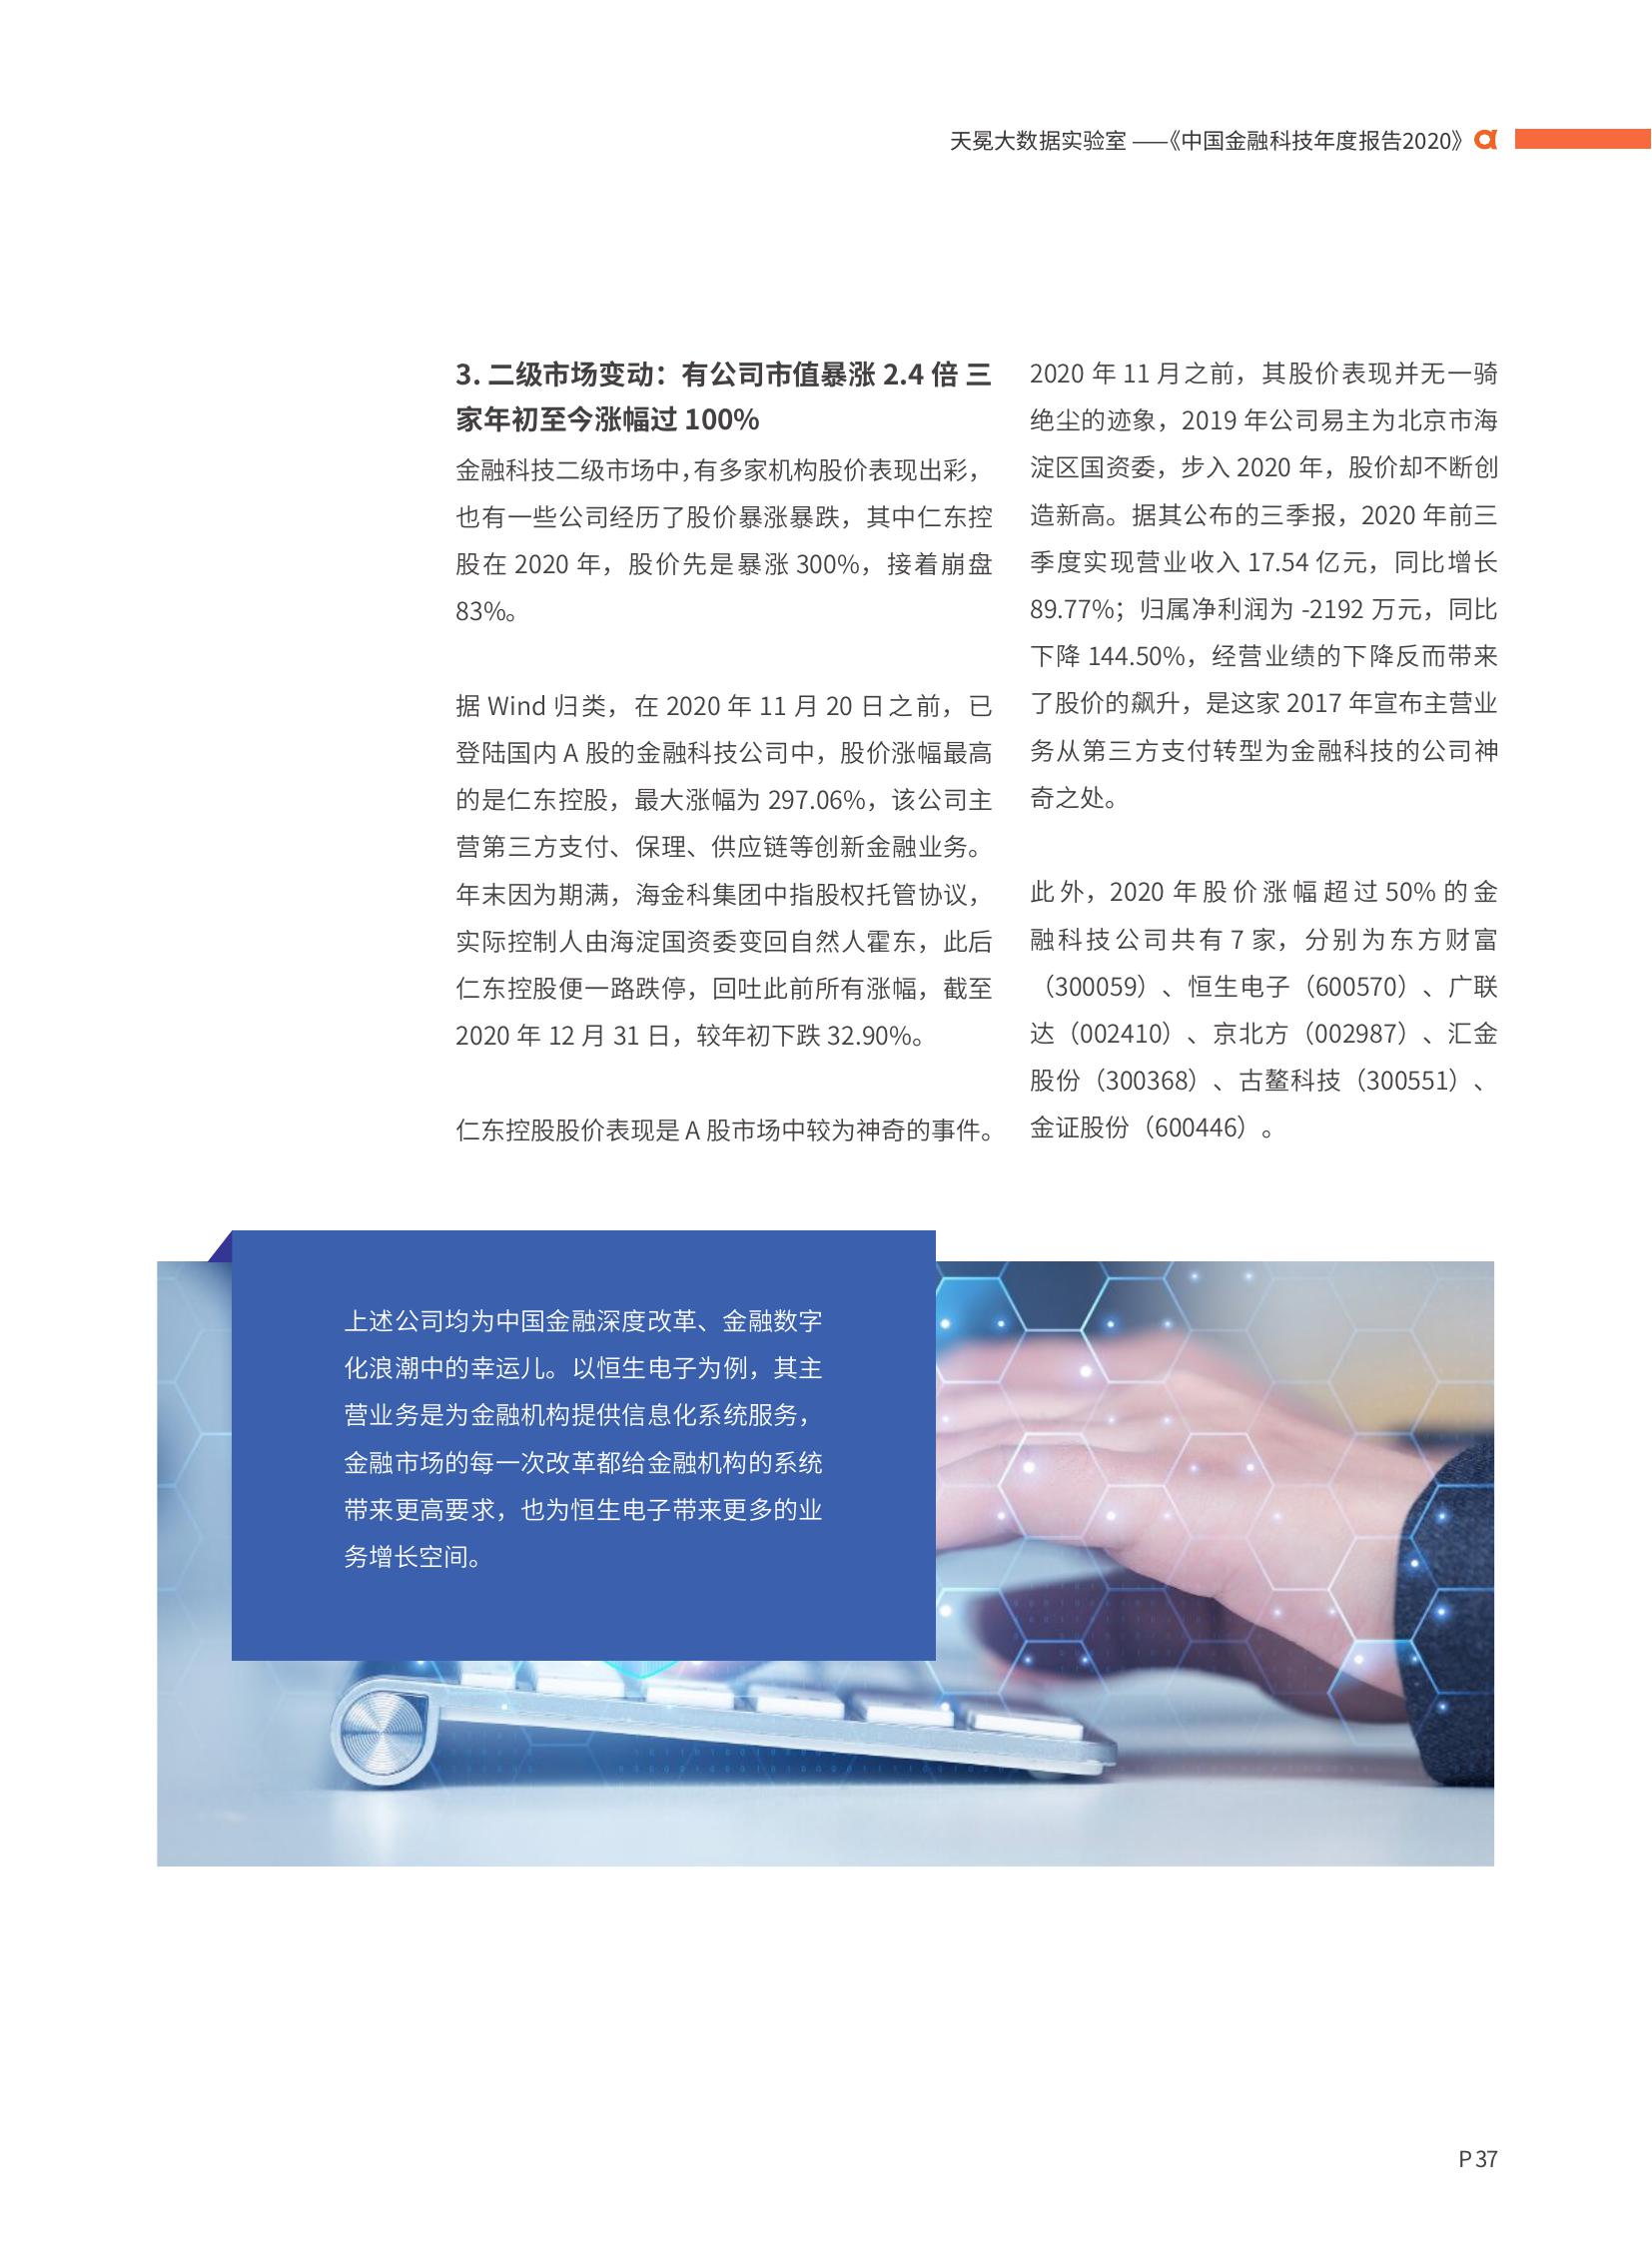 天冕大数据实验室 ——《中国金融科技年度报告2020》
3. 二级市场变动：有公司市值暴涨 2.4 倍 三
家年初至今涨幅过 100%
金融科技二级市场中，有多家机构股价表现出彩，
也有一些公司经历了股价暴涨暴跌，其中仁东控
股在 2020 年，股价先是暴涨 300%，接着崩盘
83%。
据 Wind 归类，在 2020 年 11 月 20 日之前，已
登陆国内 A 股的金融科技公司中，股价涨幅最高
的是仁东控股，最大涨幅为 297.06%，该公司主
营第三方支付、保理、供应链等创新金融业务。
年末因为期满，海金科集团中指股权托管协议，
实际控制人由海淀国资委变回自然人霍东，此后
仁东控股便一路跌停，回吐此前所有涨幅，截至
2020 年 12 月 31 日，较年初下跌 32.90%。
仁东控股股价表现是 A 股市场中较为神奇的事件。
2020 年 11 月之前，其股价表现并无一骑
绝尘的迹象，2019 年公司易主为北京市海
淀区国资委，步入 2020 年，股价却不断创
造新高。据其公布的三季报，2020 年前三
季度实现营业收入 17.54 亿元，同比增长
89.77%；归属净利润为 -2192 万元，同比
下降 144.50%，经营业绩的下降反而带来
了股价的飙升，是这家 2017 年宣布主营业
务从第三方支付转型为金融科技的公司神
奇之处。
此外，2020 年股价涨幅超过 50% 的金
融科技公司共有 7 家，分别为东方财富
（300059）、恒生电子（600570）、广联
达（002410）、京北方（002987）、汇金
股份（300368）、古鳌科技（300551）、
金证股份（600446）。
上述公司均为中国金融深度改革、金融数字
化浪潮中的幸运儿。以恒生电子为例，其主
营业务是为金融机构提供信息化系统服务，
金融市场的每一次改革都给金融机构的系统
带来更高要求，也为恒生电子带来更多的业
务增长空间。
P 37